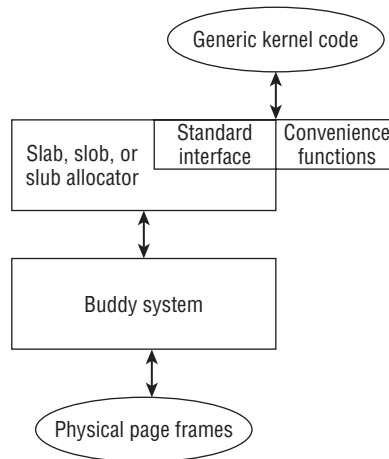 Generic kernel code
Slab, slob, or
slub allocator
Standard
interface
Convenience
functions
Buddy system
Physical page frames